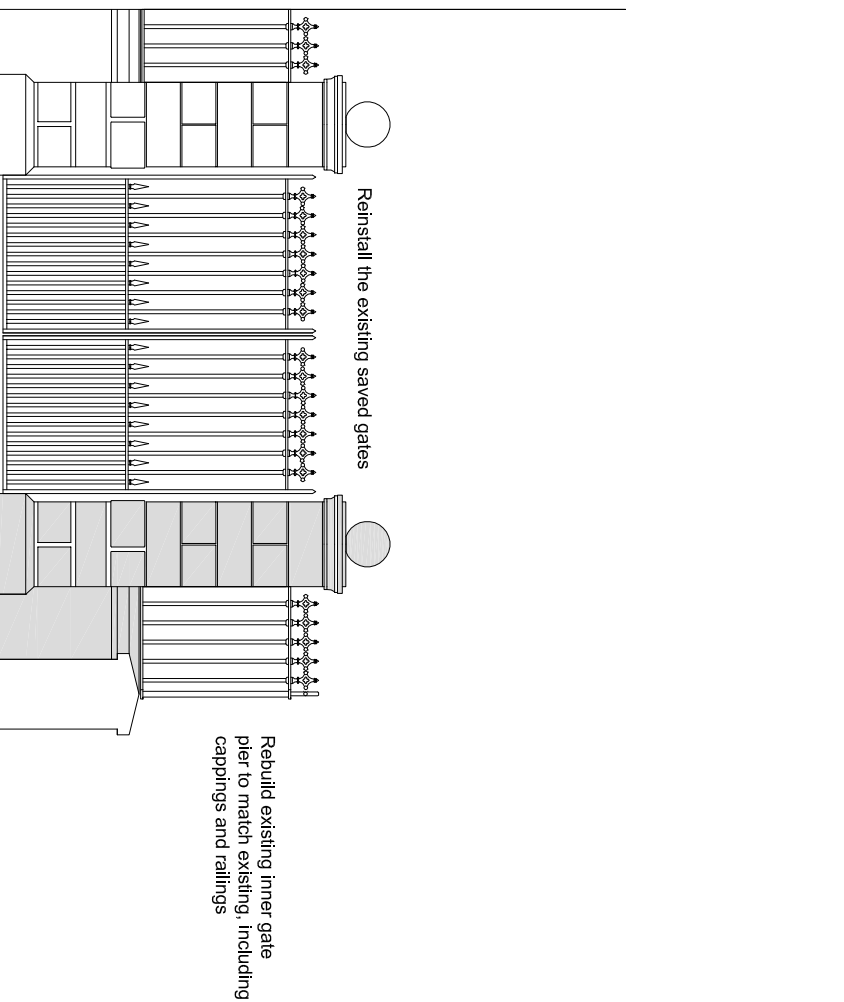 Reinstall the existing saved gates
Rebuild existing inner gate
pier to match existing, including
cappings and railings